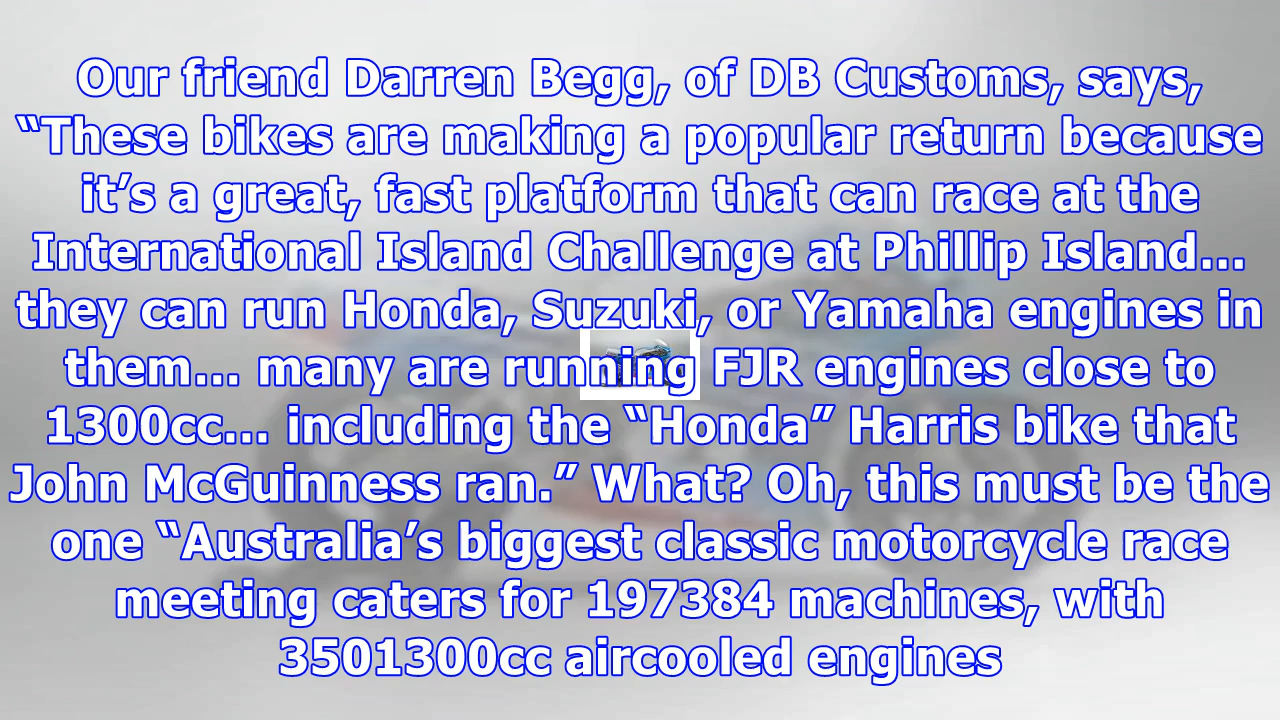 Our friend Darren Begg, of DB Customs, says,
“These bikes are making a popular return because
it’s a great, fast platform that can race at the
International Island Challenge at Phillip Island…
they can run Honda, Suzuki, or Yamaha engines in
them… many are running FJR engines close to
1300cc… including the “Honda” Harris bike that
John McGuinness ran.” What? Oh, this must be the
one “Australia’s biggest classic motorcycle race
meeting caters for 197384 machines, with
3501300cc aircooled engines